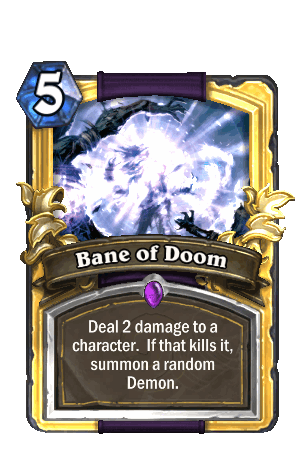 5
Bane of Doom
Deal 2 damage to a
character. If that kills it,
summon a random
Demon.